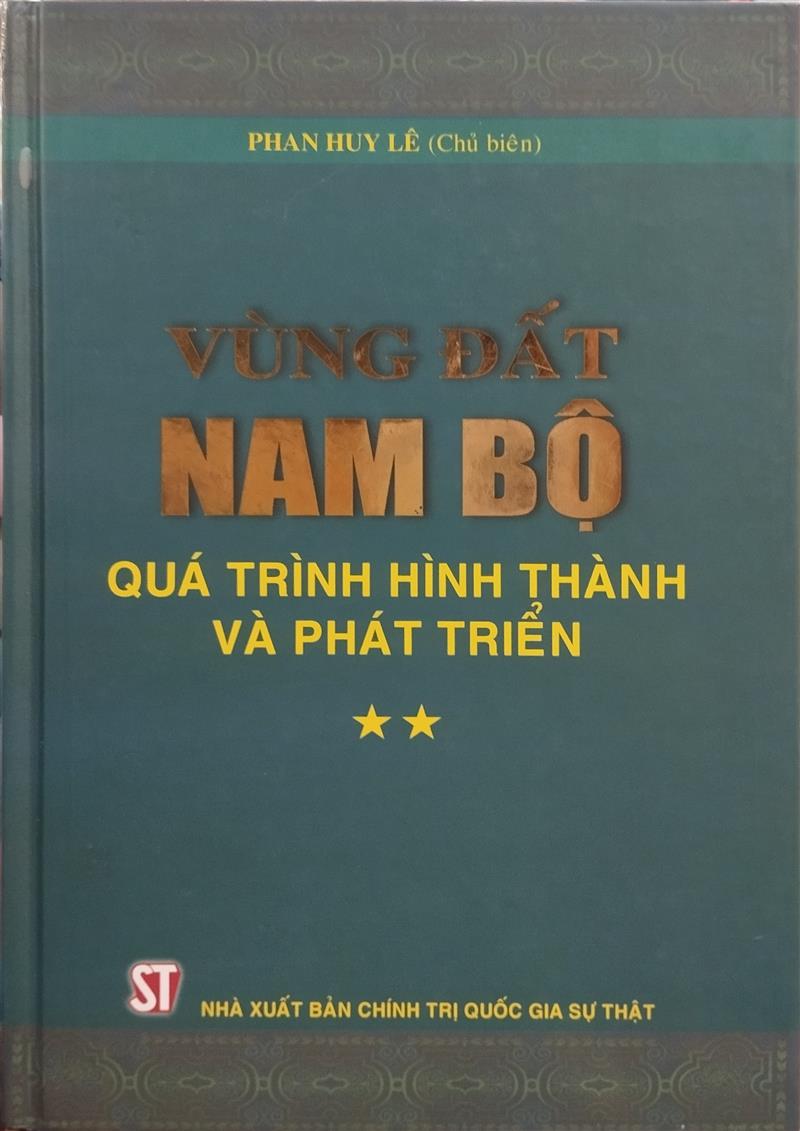 PHAN HUY LÊ (Chủ biên)
VÙNG ĐẤT
NAM BỘ
QUÁ TRÌNH HÌNH THÀNH
VÀ PHÁT TRIỂN
ST
NHÀ XUẤT BẢN CHÍNH TRỊ QUỐC GIA SỰ THẬT